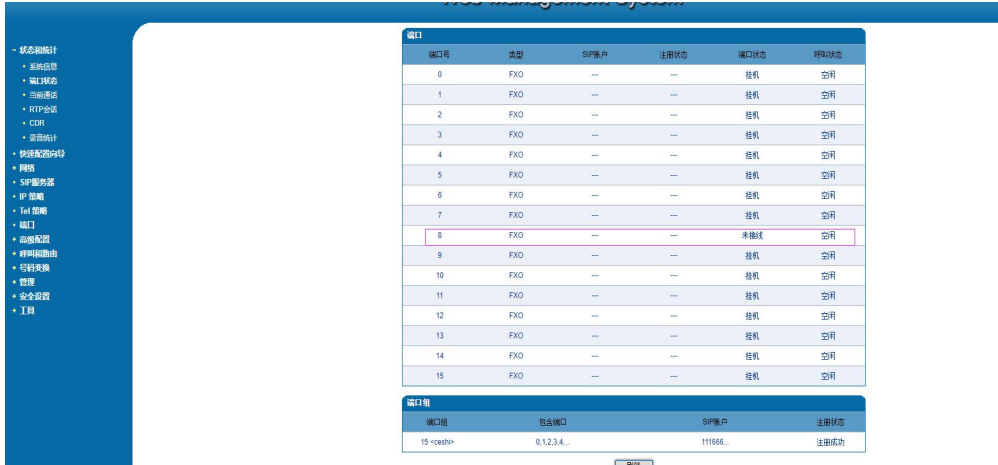 Web Management System
- 状态和统计
• 系统信息
• 端口状态
• 当前通话
• RTP会话
• CDR
• 录音统计
• 快速配置向导
+ 网络
• SIP服务器
• IP 策略
• Tel 策略
• 端口
+ 高级配置
+ 呼叫和路由
+ 号码变换
+ 管理
+ 安全设置
+ 工具
端口
端口号 类型 SIP账户 注册状态 端口状态 呼叫状态
0 FXO --- --- 挂机 空闲
1 FXO --- --- 挂机 空闲
2 FXO --- --- 挂机 空闲
3 FXO --- --- 挂机 空闲
4 FXO --- --- 挂机 空闲
5 FXO --- --- 挂机 空闲
6 FXO --- --- 挂机 空闲
7 FXO --- --- 挂机 空闲
8 FXO --- --- 未接线 空闲
9 FXO --- --- 挂机 空闲
10 FXO --- --- 挂机 空闲
11 FXO --- --- 挂机 空闲
12 FXO --- --- 挂机 空闲
13 FXO --- --- 挂机 空闲
14 FXO --- --- 挂机 空闲
15 FXO --- --- 挂机 空闲
端口组
端口组 包含端口 SIP账户 注册状态
15 <ceshi> 0,1,2,3,4,... 111666... 注册成功